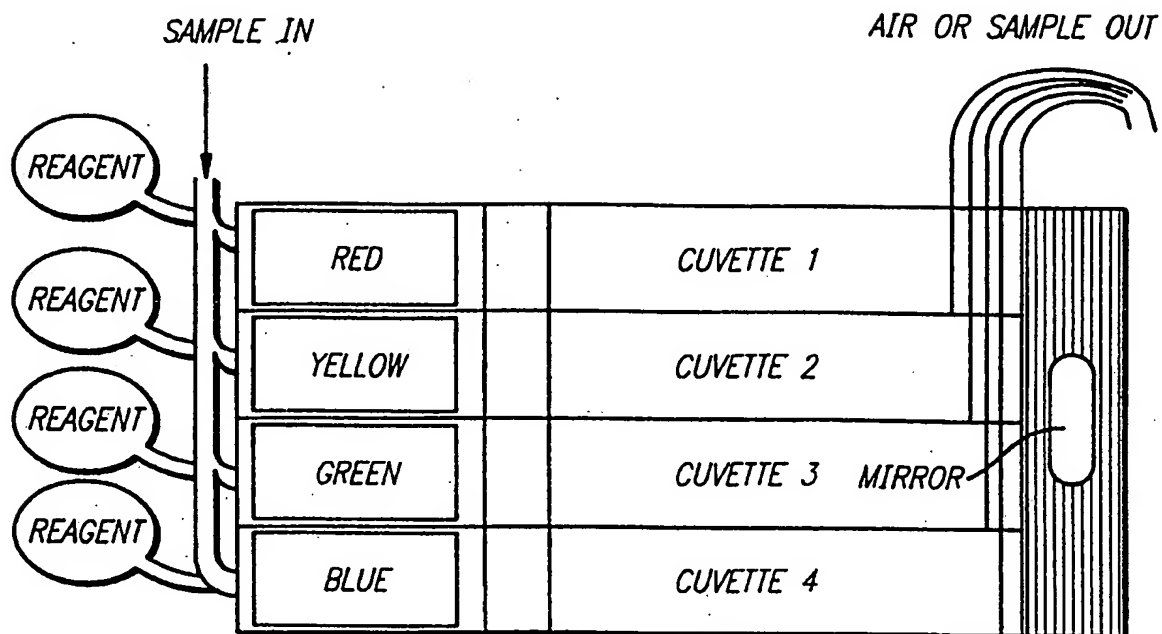 SAMPLE IN
AIR OR SAMPLE OUT
REAGENT
RED
CUVETTE 1
REAGENT
YELLOW
CUVETTE 2
REAGENT
GREEN
CUVETTE 3
MIRROR
REAGENT
BLUE
CUVETTE 4